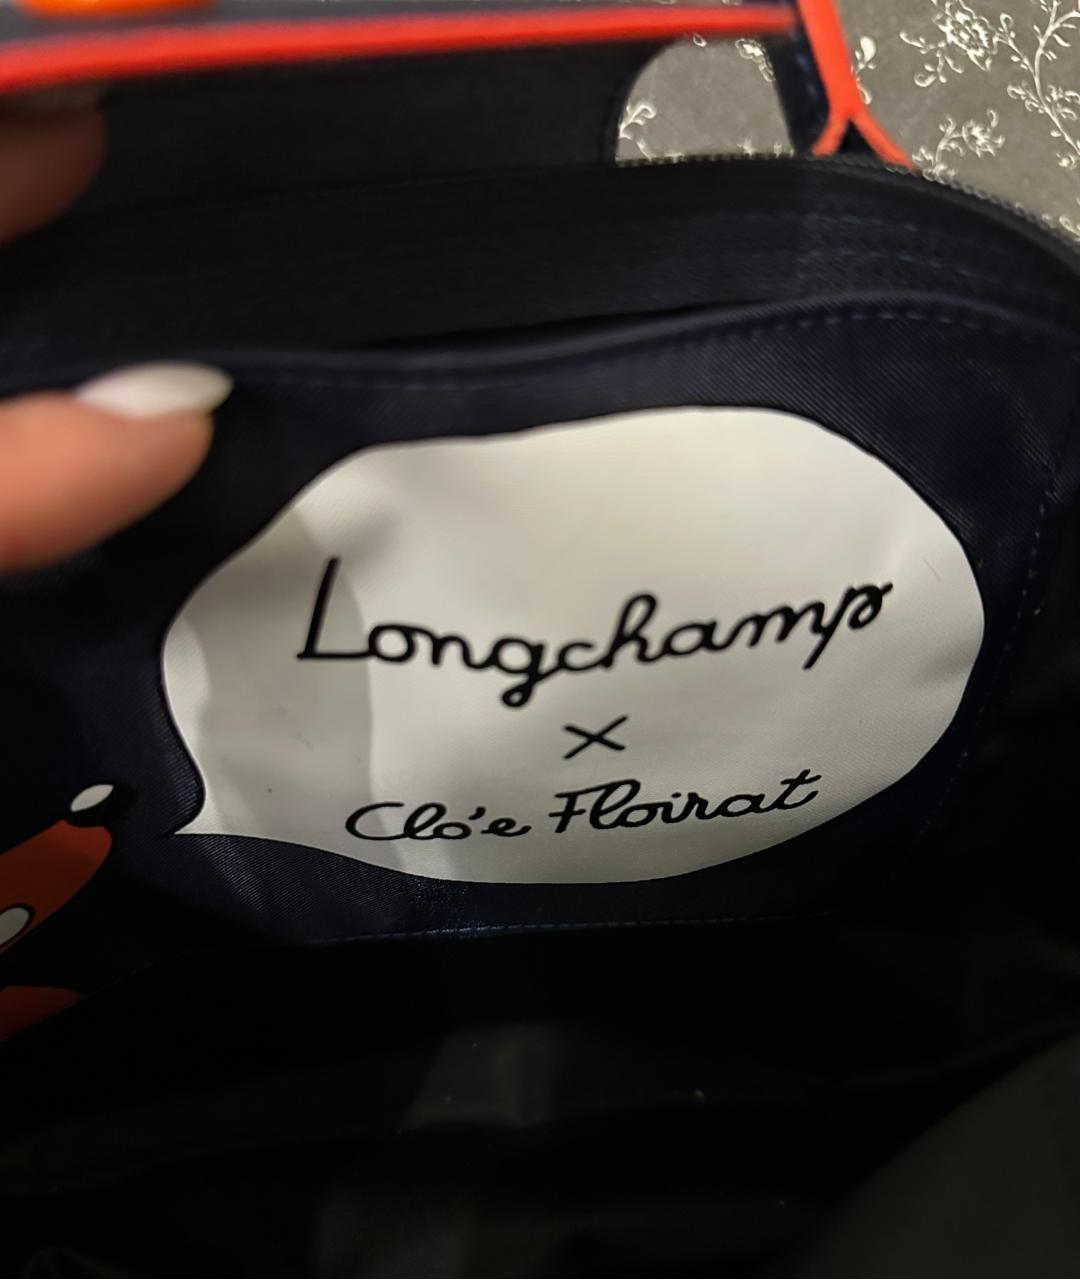 Longchamp
×
Clo'e Floirat